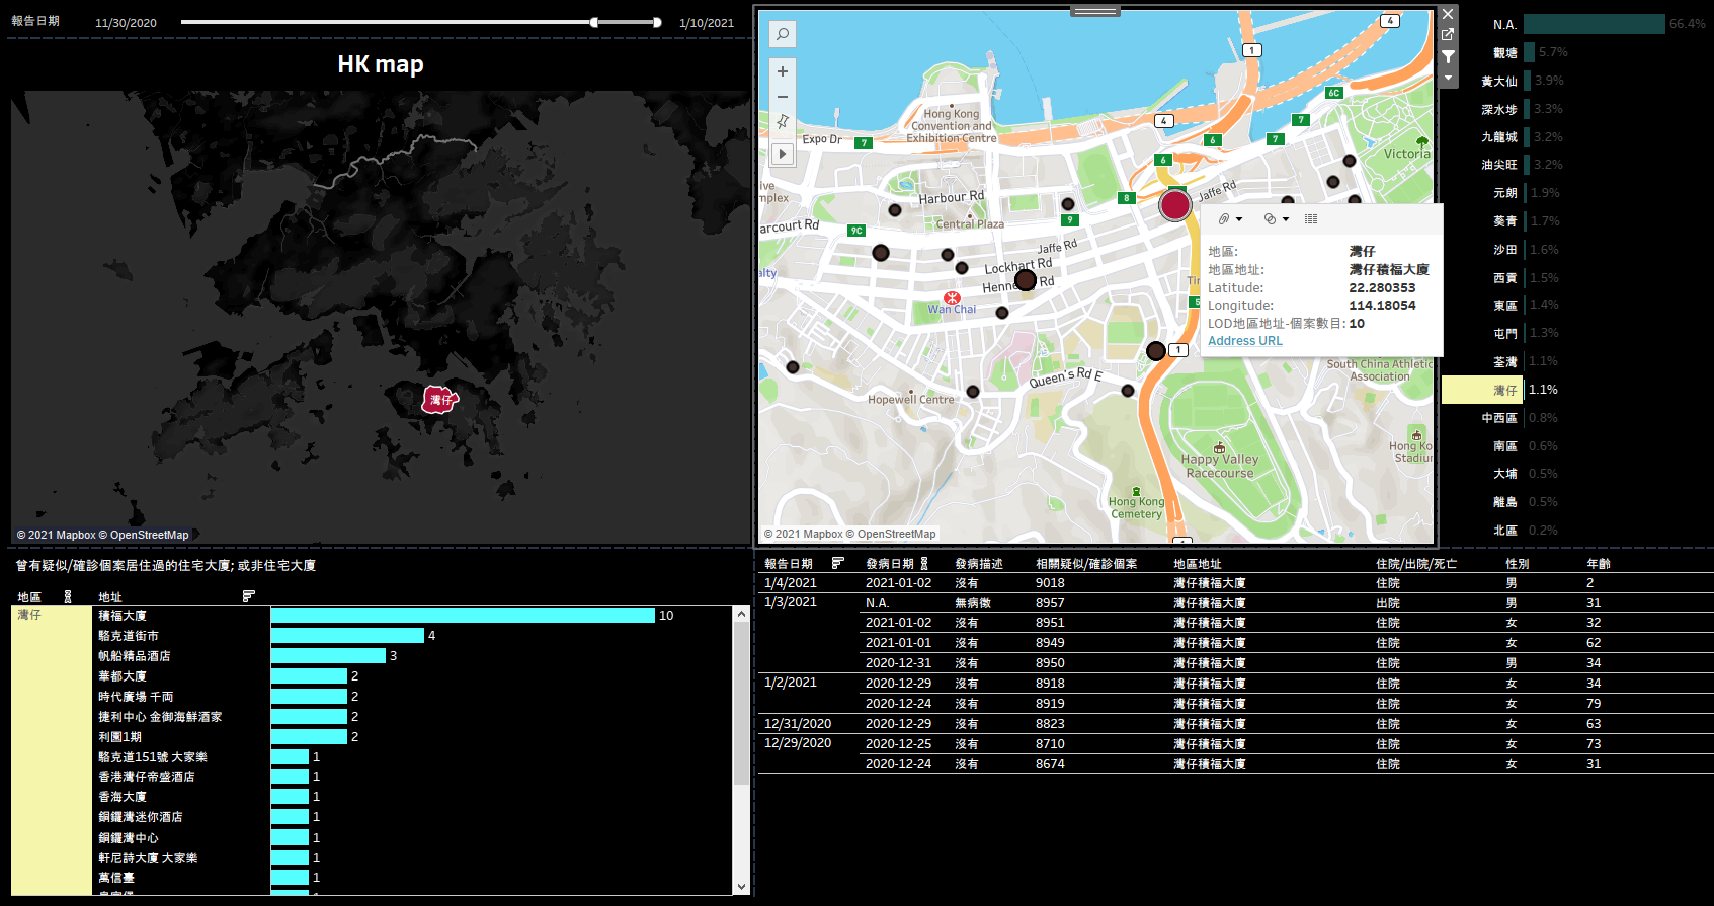 報告日期
11/30/2020
1/10/2021
HK map
灣仔
© 2021 Mapbox © OpenStreetMap
Expo Dr
7
Hong Kong
Convention and
Exhibition Centre
4
1
4
6C
7
7
6
6
Victoria
Harbour Rd
Central Plaza
8
9
9C
arcourt Rd
Jaffe Rd
Jaffe Rd
Lockhart Rd
Rd
Wan Chai
5
1
Queen's Rd E
Hopewell Centre
South China Athletic
Association
Happy Valley
Racecourse
Hong Kong
Cemetery
Hong Ko
Stadiu
© 2021 Mapbox © OpenStreetMap
地區: 灣仔
地區地址: 灣仔積福大廈
Latitude: 22.280353
Longitude: 114.18054
LOD地區地址-個案數目: 10
Address URL
N.A. 66.4%
觀塘 5.7%
黃大仙 3.9%
深水埗 3.3%
九龍城 3.2%
油尖旺 3.2%
元朗 1.9%
葵青 1.7%
沙田 1.6%
西貢 1.5%
東區 1.4%
屯門 1.3%
荃灣 1.1%
灣仔 1.1%
中西區 0.8%
南區 0.6%
大埔 0.5%
離島 0.5%
北區 0.2%
曾有疑似/確診個案居住過的住宅大廈; 或非住宅大廈
地區 地址
灣仔 積福大廈 10
駱克道街市 4
帆船精品酒店 3
華都大廈 2
時代廣場 千両 2
捷利中心 金御海鮮酒家 2
利園1期 2
駱克道151號 大家樂 1
香港灣仔帝盛酒店 1
香海大廈 1
銅鑼灣迷你酒店 1
銅鑼灣中心 1
軒尼詩大廈 大家樂 1
萬信臺 1
報告日期 發病日期 發病描述 相關疑似/確診個案 地區地址 住院/出院/死亡 性別 年齡
1/4/2021 2021-01-02 沒有 9018 灣仔積福大廈 住院 男 2
1/3/2021 N.A. 無病徵 8957 灣仔積福大廈 出院 男 31
2021-01-02 沒有 8951 灣仔積福大廈 住院 女 32
2021-01-01 沒有 8949 灣仔積福大廈 住院 女 62
2020-12-31 沒有 8950 灣仔積福大廈 住院 男 34
1/2/2021 2020-12-29 沒有 8918 灣仔積福大廈 住院 女 34
2020-12-24 沒有 8919 灣仔積福大廈 住院 女 79
12/31/2020 2020-12-29 沒有 8823 灣仔積福大廈 住院 女 63
12/29/2020 2020-12-25 沒有 8710 灣仔積福大廈 住院 女 73
2020-12-24 沒有 8674 灣仔積福大廈 住院 女 31